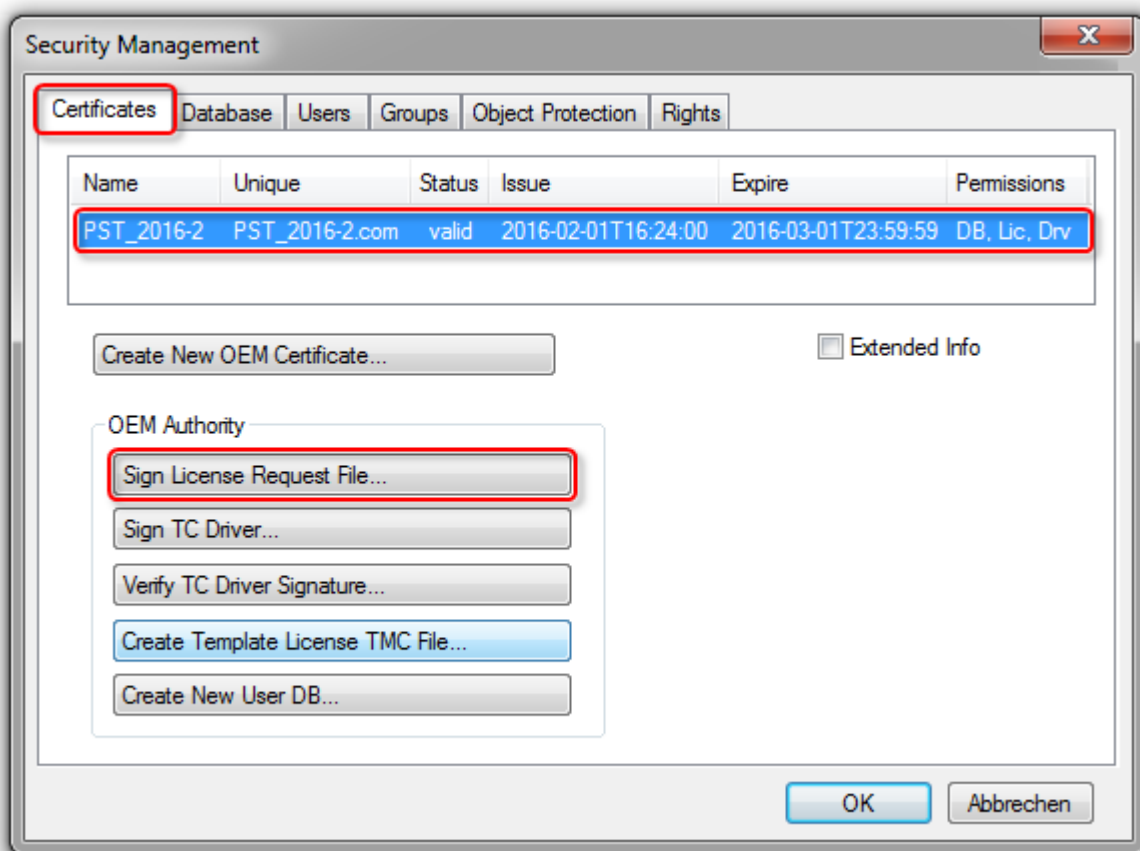 Security Management
Certificates Database Users Groups Object Protection Rights
Name Unique Status Issue Expire Permissions
PST_2016-2 PST_2016-2.com valid 2016-02-01T16:24:00 2016-03-01T23:59:59 DB, Lic, Drv
Create New OEM Certificate... Extended Info
OEM Authority
Sign License Request File...
Sign TC Driver...
Verify TC Driver Signature...
Create Template License TMC File...
Create New User DB...
OK Abbrechen